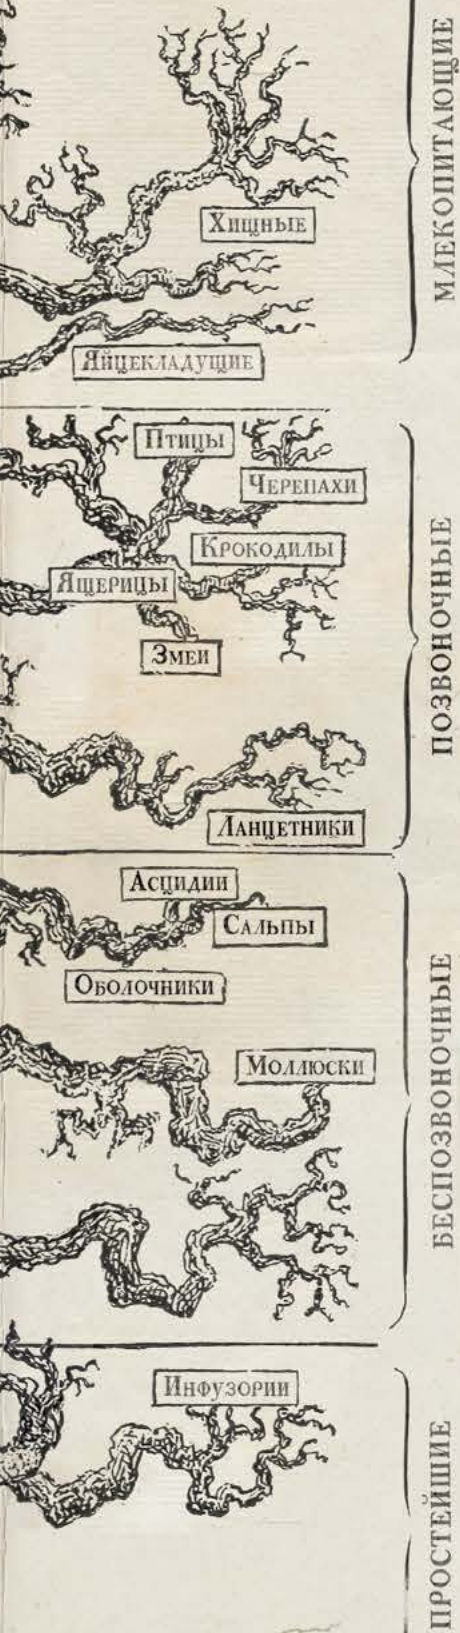 МЛЕКОПИТАЮЩИЕ
Хищные
Яйцекладущие
ПОЗВОНОЧНЫЕ
Птицы
Черепахи
Крокодилы
Ящерицы
Змеи
Ланцетники
БЕСПОЗВОНОЧНЫЕ
Асцидии
Сальпы
Оболочники
Моллюски
ПРОСТЕЙШИЕ
Инфузории